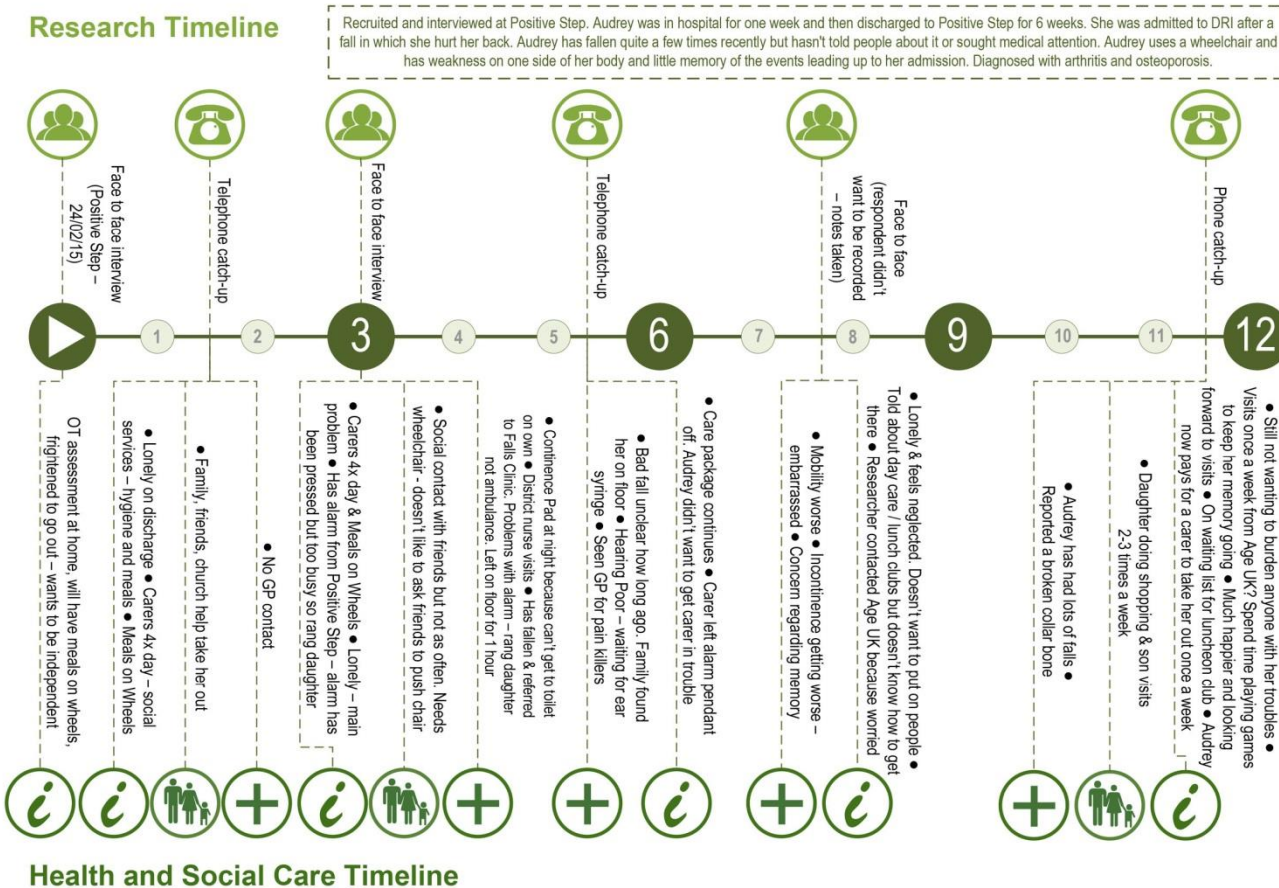 Research Timeline
Recruited and interviewed at Positive Step. Audrey was in hospital for one week and then discharged to Positive Step for 6 weeks. She was admitted to DRI after a
fall in which she hurt her back. Audrey has fallen quite a few times recently but hasn't told people about it or sought medical attention. Audrey uses a wheelchair and
has weakness on one side of her body and little memory of the events leading up to her admission. Diagnosed with arthritis and osteoporosis.
Face to face interview
(Positive Step –
24/02/15)
Telephone catch-up
Face to face interview
Telephone catch-up
Face to face
(respondent didn't
want to be recorded
– notes taken)
Phone catch-up
1
2
3
4
5
6
7
8
9
10
11
12
OT assessment at home, will have meals on wheels,
frightened to go out – wants to be independent
● Lonely on discharge ● Carers 4x day – social
services – hygiene and meals ● Meals on Wheels
● Family, friends, church help take her out
● No GP contact
● Carers 4x day & Meals on Wheels ● Lonely – main
problem ● Has alarm from Positive Step – alarm has
been pressed but too busy so rang daughter
● Social contact with friends but not as often. Needs
wheelchair - doesn't like to ask friends to push chair
● Continence Pad at night because can't get to toilet
on own ● District nurse visits ● Has fallen & referred
to Falls Clinic. Problems with alarm – rang daughter
not ambulance. Left on floor for 1 hour
● Bad fall unclear how long ago. Family found
her on floor ● Hearing Poor – waiting for ear
syringe ● Seen GP for pain killers
● Care package continues ● Carer left alarm pendant
off. Audrey didn't want to get carer in trouble
● Mobility worse ● Incontinence getting worse –
embarrassed ● Concern regarding memory
● Lonely & feels neglected. Doesn't want to put on people ●
Told about day care / lunch clubs but doesn't know how to get
there ● Researcher contacted Age UK because worried
● Audrey has had lots of falls ●
Reported a broken collar bone
● Daughter doing shopping & son visits
2-3 times a week
● Still not wanting to burden anyone with her troubles ●
Visits once a week from Age UK? Spend time playing games
to keep her memory going ● Much happier and looking
forward to visits ● On waiting list for luncheon club ● Audrey
now pays for a carer to take her out once a week
i
i
i
i
i
i
Health and Social Care Timeline